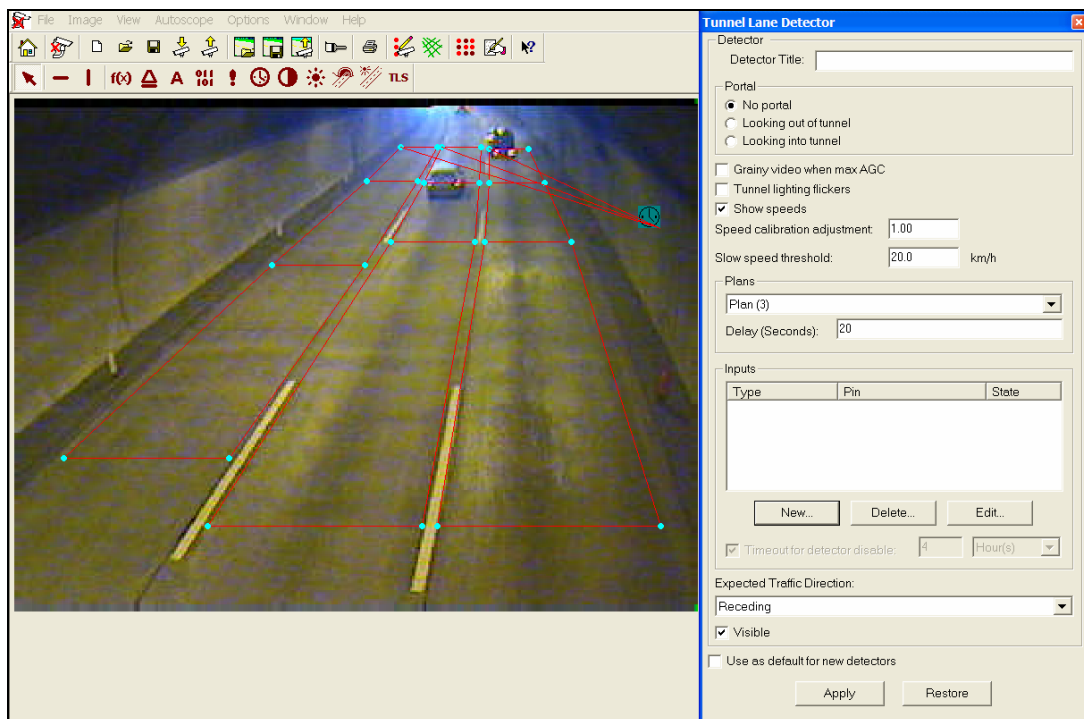 File Image View Autoscope Options Window Help
f(x) A TLS
Tunnel Lane Detector
Detector
Detector Title:
Portal
No portal
Looking out of tunnel
Looking into tunnel
Grainy video when max AGC
Tunnel lighting flickers
Show speeds
Speed calibration adjustment: 1.00
Slow speed threshold: 20.0 km/h
Plans
Plan (3)
Delay (Seconds): 20
Inputs
Type Pin State
New... Delete... Edit...
Timeout for detector disable: 4 Hour(s)
Expected Traffic Direction:
Receding
Visible
Use as default for new detectors
Apply Restore